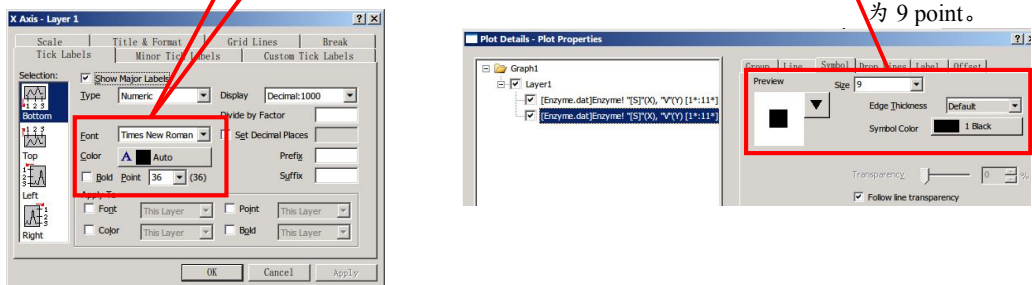 为 9 point。
X Axis - Layer 1
Scale Title & Format Grid Lines Break
Tick Labels Minor Tick Labels Custom Tick Labels
Selection:
Bottom
Top
Left
Right
Show Major Labels
Type Numeric Display Decimal:1000
Divide by Factor
Font Times New Roman Set Decimal Places
Color A Auto Prefix
Bold Point 36 (36) Suffix
Apply To
Font This Layer Point This Layer
Color This Layer Bold This Layer
OK Cancel Apply
Plot Details - Plot Properties
Graph1
Layer1
[Enzyme.dat]Enzyme! "[S]"(X), "V"(Y) [1*:11*]
[Enzyme.dat]Enzyme! "[S]"(X), "V"(Y) [1*:11*]
Group Line Symbol Drop Lines Label Offset
Preview Size 9
Edge Thickness Default
Symbol Color 1 Black
Transparency 0 %
Follow line transparency